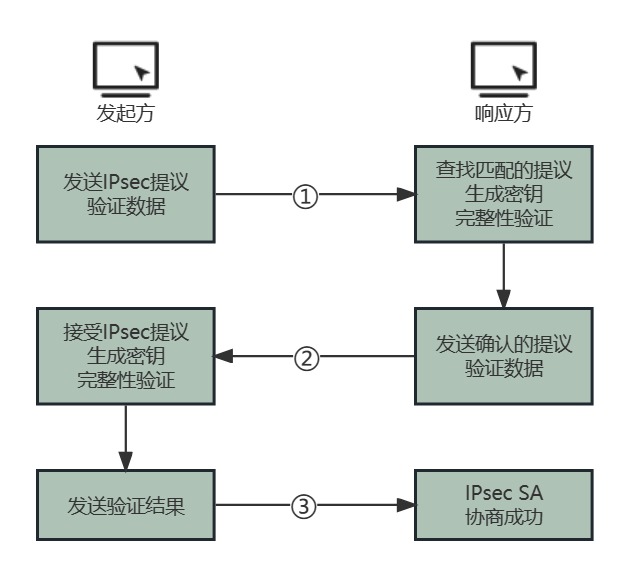 发起方
响应方
发送IPsec提议
验证数据
①
查找匹配的提议
生成密钥
完整性验证
接受IPsec提议
生成密钥
完整性验证
②
发送确认的提议
验证数据
发送验证结果
③
IPsec SA
协商成功